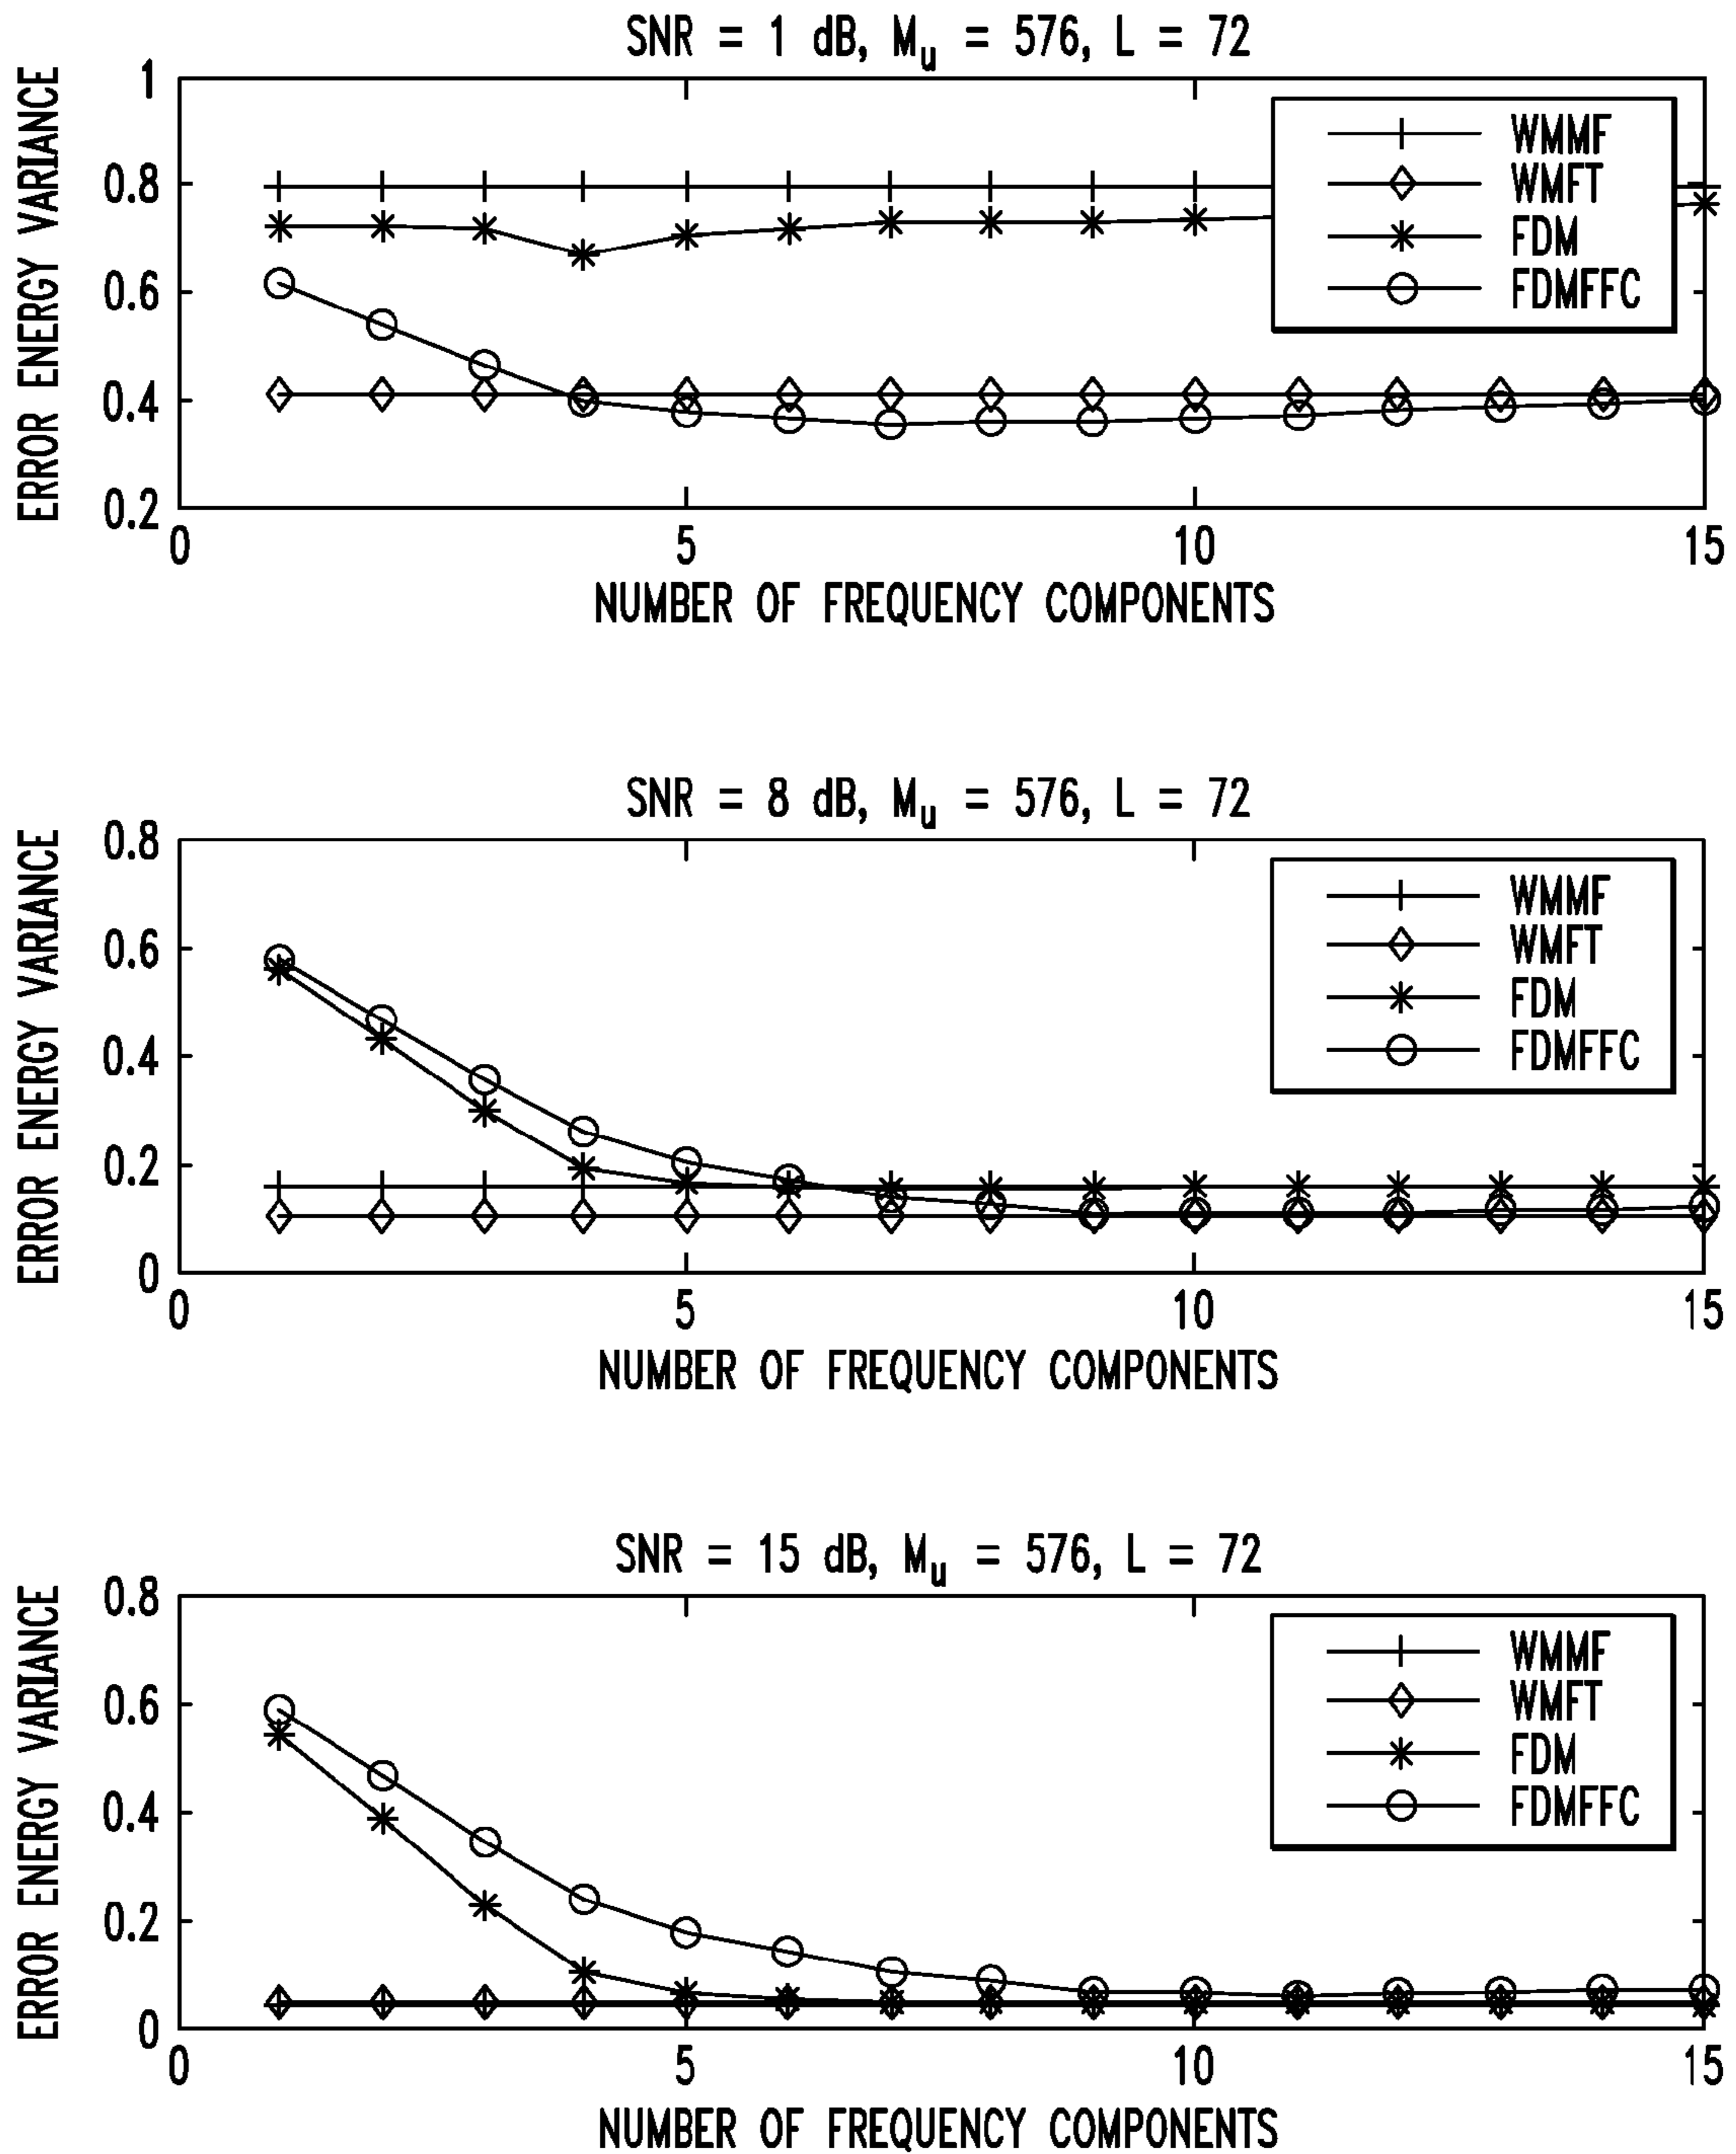 SNR = 1 dB, Mu = 576, L = 72
ERROR ENERGY VARIANCE
1
0.8
0.6
0.4
0.2
WMMF
WMFT
FDM
FDMFFC
0 5 10 15
NUMBER OF FREQUENCY COMPONENTS
SNR = 8 dB, Mu = 576, L = 72
ERROR ENERGY VARIANCE
0.8
0.6
0.4
0.2
0
WMMF
WMFT
FDM
FDMFFC
0 5 10 15
NUMBER OF FREQUENCY COMPONENTS
SNR = 15 dB, Mu = 576, L = 72
ERROR ENERGY VARIANCE
0.8
0.6
0.4
0.2
0
WMMF
WMFT
FDM
FDMFFC
0 5 10 15
NUMBER OF FREQUENCY COMPONENTS